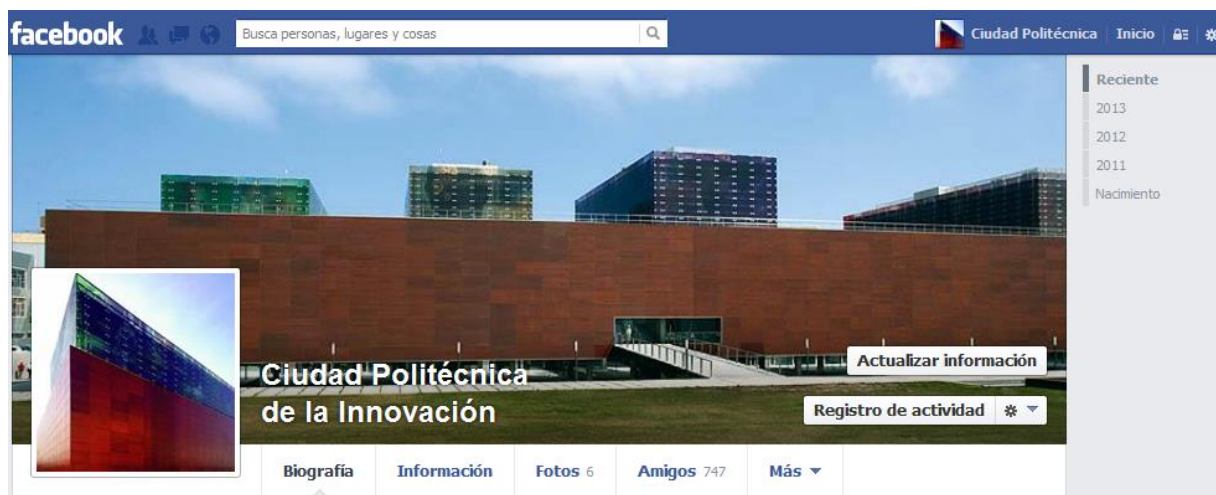 facebook
Busca personas, lugares y cosas
Ciudad Politécnica Inicio
Reciente
2013
2012
2011
Nacimiento
Ciudad Politécnica
de la Innovación
Actualizar información
Registro de actividad
Biografía Información Fotos 6 Amigos 747 Más